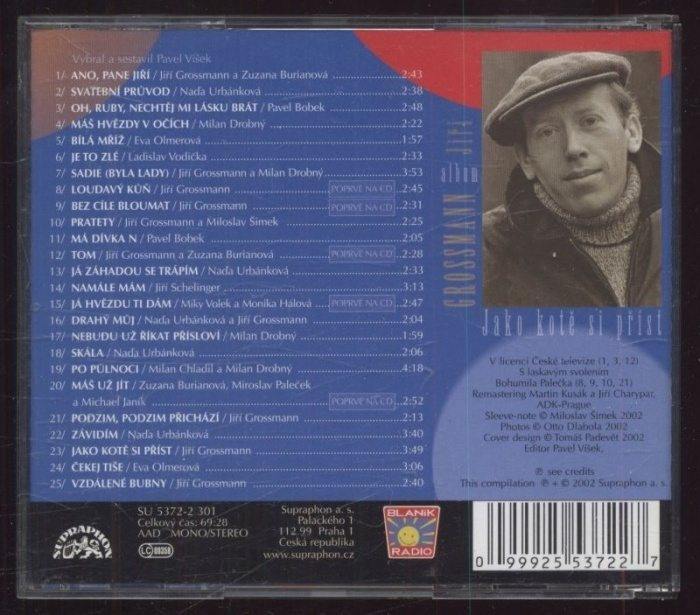 Vybral a sestavil Pavel Víšek
1/ ANO, PANE JIŘÍ / Jiří Grossmann a Zuzana Burianová 2:43
2/ SVATEBNÍ PRŮVOD / Naďa Urbánková 2:38
3/ OH, RUBY, NECHTĚJ MI LÁSKU BRÁT / Pavel Bobek 2:48
4/ MÁŠ HVĚZDY V OČÍCH / Milan Drobný 2:22
5/ BÍLÁ MŘÍŽ / Eva Olmerová 1:57
6/ JE TO ZLÉ / Ladislav Vodička 2:33
7/ SADIE (BYLA LADY) / Jiří Grossmann a Milan Drobný 3:53
8/ LOUDAVÝ KŮŇ / Jiří Grossmann POPRVÉ NA CD 2:45
9/ BEZ CÍLE BLOUMAT / Jiří Grossmann POPRVÉ NA CD 2:31
10/ PRATETY / Jiří Grossmann a Miloslav Šimek 2:25
11/ MÁ DÍVKA N / Pavel Bobek 2:05
12/ TOM / Jiří Grossmann a Zuzana Burianová POPRVÉ NA CD 2:28
13/ JÁ ZÁHADOU SE TRÁPÍM / Naďa Urbánková 2:33
14/ NAMÁLE MÁM / Jiří Schelinger 3:13
15/ JÁ HVĚZDU TI DÁM / Miky Volek a Monika Hálová POPRVÉ NA CD 2:47
16/ DRAHÝ MŮJ / Naďa Urbánková a Jiří Grossmann 2:04
17/ NEBUDU UŽ ŘÍKAT PŘÍSLOVÍ / Milan Drobný 1:59
18/ SKÁLA / Naďa Urbánková 2:06
19/ PO PŮLNOCI / Milan Chladil a Milan Drobný 4:18
20/ MÁŠ UŽ JÍT / Zuzana Burianová, Miroslav Paleček
a Michael Janík POPRVÉ NA CD 2:52
21/ PODZIM, PODZIM PŘICHÁZÍ / Jiří Grossmann 2:13
22/ ZÁVIDÍM / Naďa Urbánková 3:40
23/ JAKO KOTĚ SI PŘÍST / Jiří Grossmann 3:49
24/ ČEKEJ TIŠE / Eva Olmerová 3:06
25/ VZDÁLENÉ BUBNY / Jiří Grossmann 2:40
GROSSMANN Jiří
album
Jako kotě si příst
V licenci České televize (1, 3, 12)
S laskavým svolením
Bohumila Palečka (8, 9, 10, 21)
Remastering Martin Kusák a Jiří Charypar,
ADK-Prague
Sleeve-note © Miloslav Šimek 2002
Photos © Otto Dlabola 2002
Cover design © Tomáš Padevět 2002
Editor Pavel Víšek,
℗ see credits
This compilation ℗ + © 2002 Supraphon a. s.
SUPRAPHON
SU 5372-2 301
Celkový čas: 69:28
AAD MONO/STEREO
LC 00358
Supraphon a. s.
Palackého 1
112 99 Praha 1
Česká republika
www.supraphon.cz
BLANÍK
RADIO
0 99925 53722 7